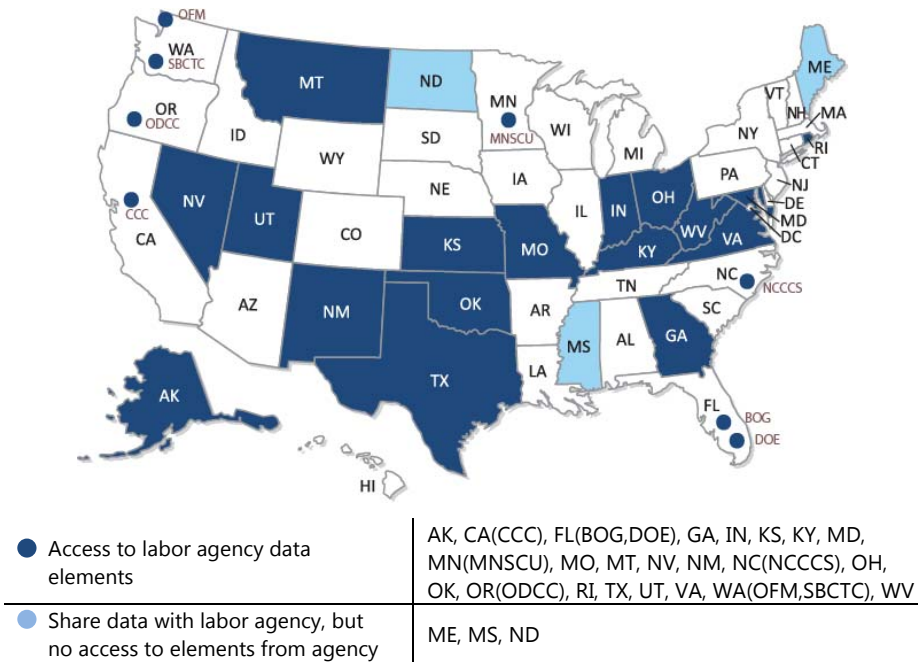 OFM
WA
SBCTC
OR
ODCC
ID
MT
ND
MN
MNSCU
WI
MI
ME
VT
NH
MA
NY
RI
CT
PA
NJ
DE
MD
DC
SD
WY
NE
IA
IL
IN
OH
WV
VA
KY
NV
UT
CO
KS
MO
CCC
CA
AZ
NM
OK
AR
TN
NC
NCCCS
SC
MS
AL
GA
LA
TX
AK
HI
FL
BOG
DOE
Access to labor agency data
elements
AK, CA(CCC), FL(BOG,DOE), GA, IN, KS, KY, MD,
MN(MNSCU), MO, MT, NV, NM, NC(NCCCS), OH,
OK, OR(ODCC), RI, TX, UT, VA, WA(OFM,SBCTC), WV
Share data with labor agency, but
no access to elements from agency
ME, MS, ND